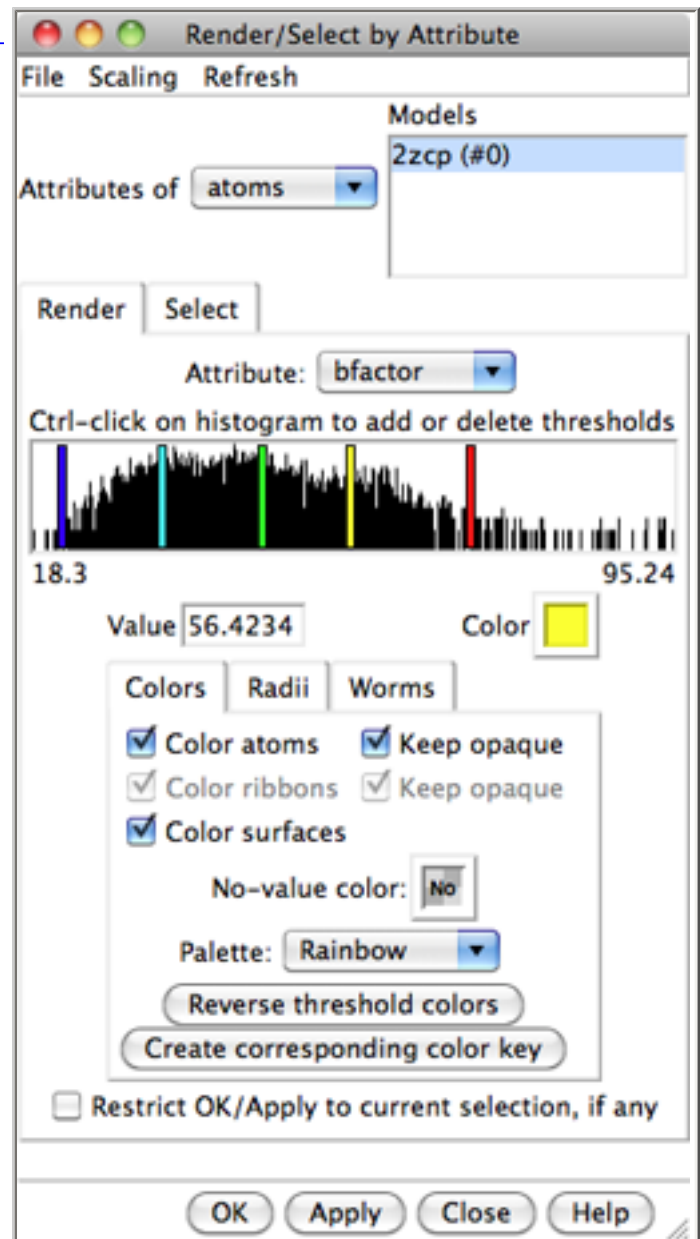 Render/Select by Attribute
File Scaling Refresh
Models
2zcp (#0)
Attributes of atoms
Render Select
Attribute: bfactor
Ctrl-click on histogram to add or delete thresholds
18.3 95.24
Value 56.4234 Color
Colors Radii Worms
Color atoms Keep opaque
Color ribbons Keep opaque
Color surfaces
No-value color: No
Palette: Rainbow
Reverse threshold colors
Create corresponding color key
Restrict OK/Apply to current selection, if any
OK Apply Close Help